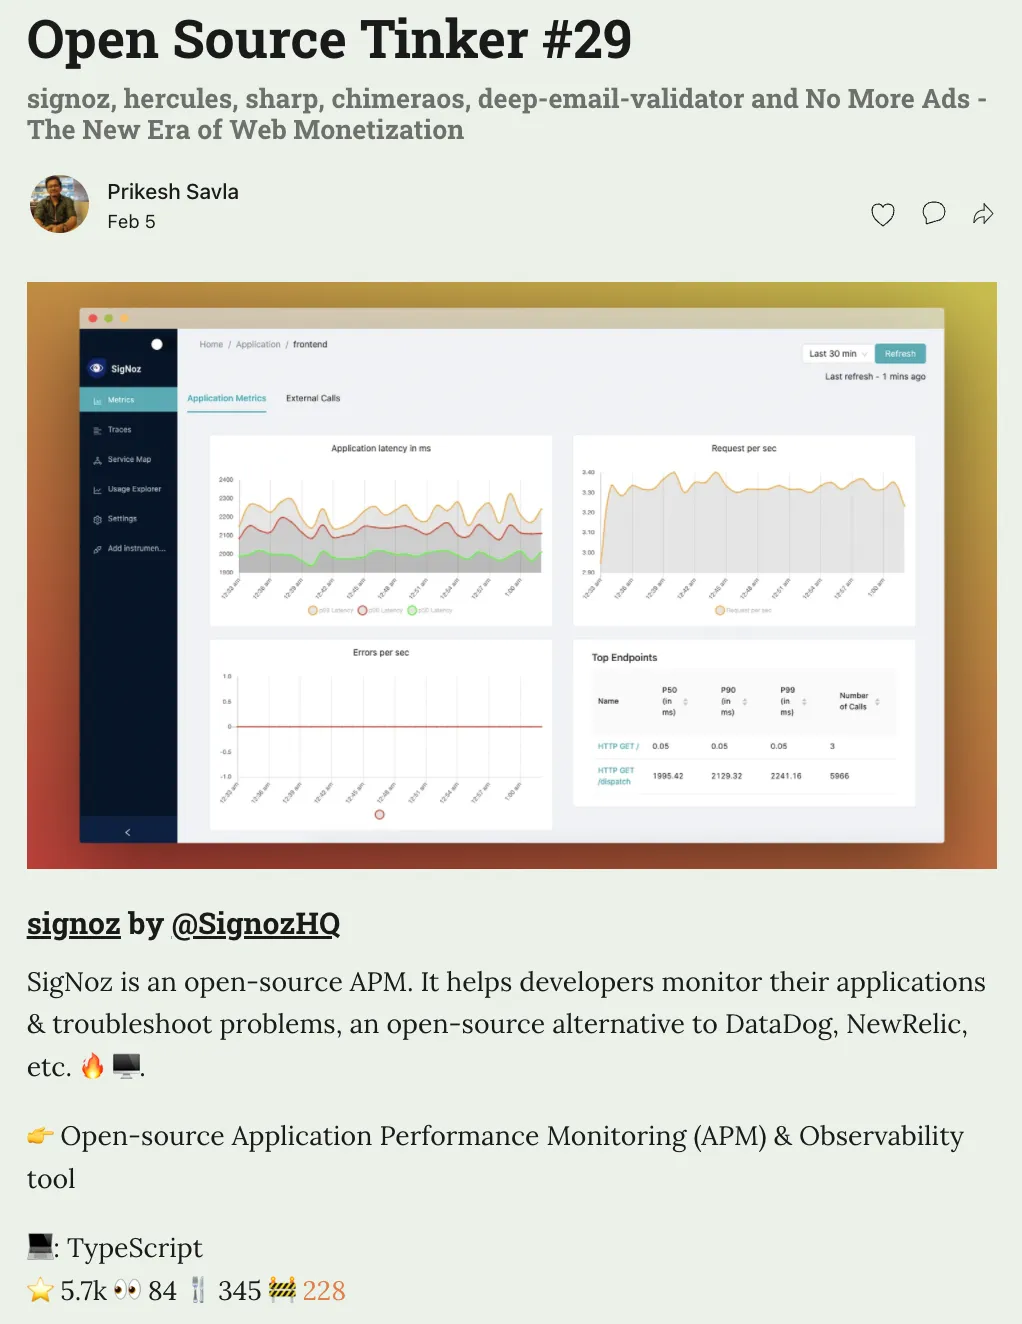 Open Source Tinker #29
signoz, hercules, sharp, chimeraos, deep-email-validator and No More Ads -
The New Era of Web Monetization
Prikesh Savla
Feb 5
SigNoz
Metrics
Traces
Service Map
Usage Explorer
Settings
Add Instrumen...
Home / Application / frontend
Last 30 min
Refresh
Last refresh - 1 mins ago
Application Metrics
External Calls
Application latency in ms
2400
2300
2200
2100
2000
1900
12:33 am
12:36 am
12:39 am
12:42 am
12:45 am
12:48 am
12:51 am
12:54 am
12:57 am
1:00 am
p99 Latency
Latency
Latency
Request per sec
3.40
3.30
3.20
3.10
3.00
2.90
12:33 am
12:36 am
12:39 am
12:42 am
12:45 am
12:48 am
12:51 am
12:54 am
12:57 am
1:00 am
Request per sec
Errors per sec
1.0
0.5
0
-0.5
-1.0
12:33 am
12:36 am
12:39 am
12:42 am
12:45 am
12:48 am
12:51 am
12:54 am
12:57 am
1:00 am
Top Endpoints
Name
P50 (in ms)
P90 (in ms)
P99 (in ms)
Number of Calls
HTTP GET / 0.05 0.05 0.05 3
HTTP GET /dispatch 1995.42 2129.32 2241.16 5966
signoz by @SignozHQ
SigNoz is an open-source APM. It helps developers monitor their applications
& troubleshoot problems, an open-source alternative to DataDog, NewRelic,
etc. 🔥 🖥️.
👉 Open-source Application Performance Monitoring (APM) & Observability
tool
💻: TypeScript
⭐ 5.7k 👀 84 🍴 345 🚧 228